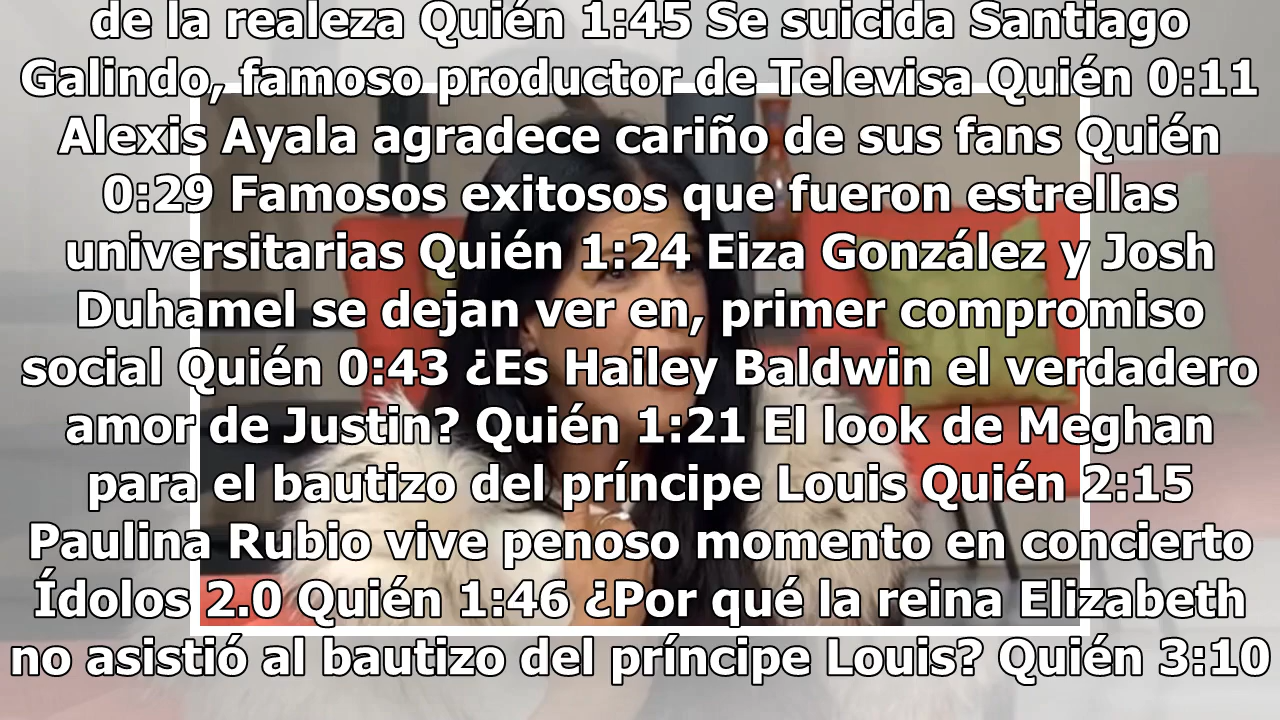 de la realeza Quién 1:45 Se suicida Santiago
Galindo, famoso productor de Televisa Quién 0:11
Alexis Ayala agradece cariño de sus fans Quién
0:29 Famosos exitosos que fueron estrellas
universitarias Quién 1:24 Eiza González y Josh
Duhamel se dejan ver en, primer compromiso
social Quién 0:43 ¿Es Hailey Baldwin el verdadero
amor de Justin? Quién 1:21 El look de Meghan
para el bautizo del príncipe Louis Quién 2:15
Paulina Rubio vive penoso momento en concierto
Ídolos 2.0 Quién 1:46 ¿Por qué la reina Elizabeth
no asistió al bautizo del príncipe Louis? Quién 3:10